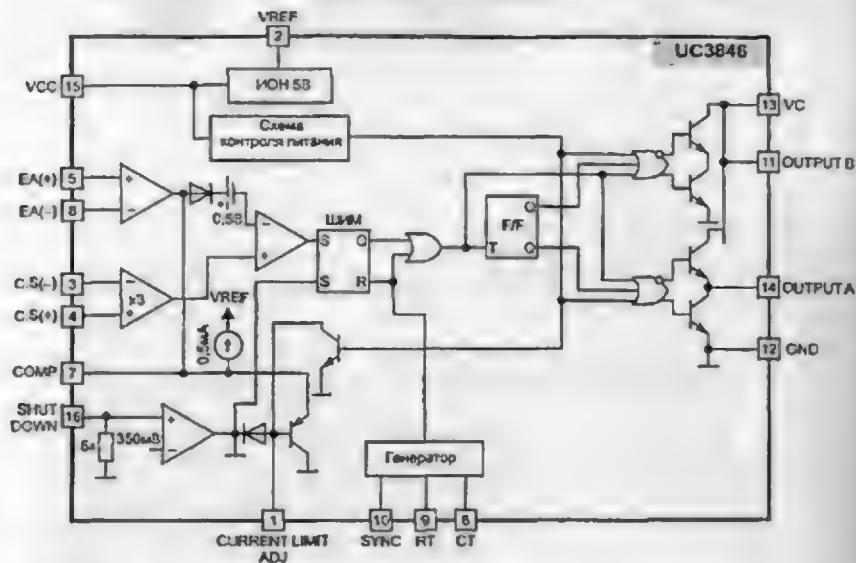 VREF
2
UC3846
VCC 15
ИОН 5В
13 VC
Схема
контроля питания
EA(+) 5
11 OUTPUT B
EA(−) 8
0,5В
ШИМ
S Q
F/F
Q
T Q
S R
C.S(−) 3
x3
VREF
14 OUTPUT A
C.S(+) 4
0,5мА
COMP 7
12 GND
SHUT
DOWN
16
350мВ
6к
Генератор
1
10 9 8
CURRENT LIMIT
ADJ
SYNC RT CT